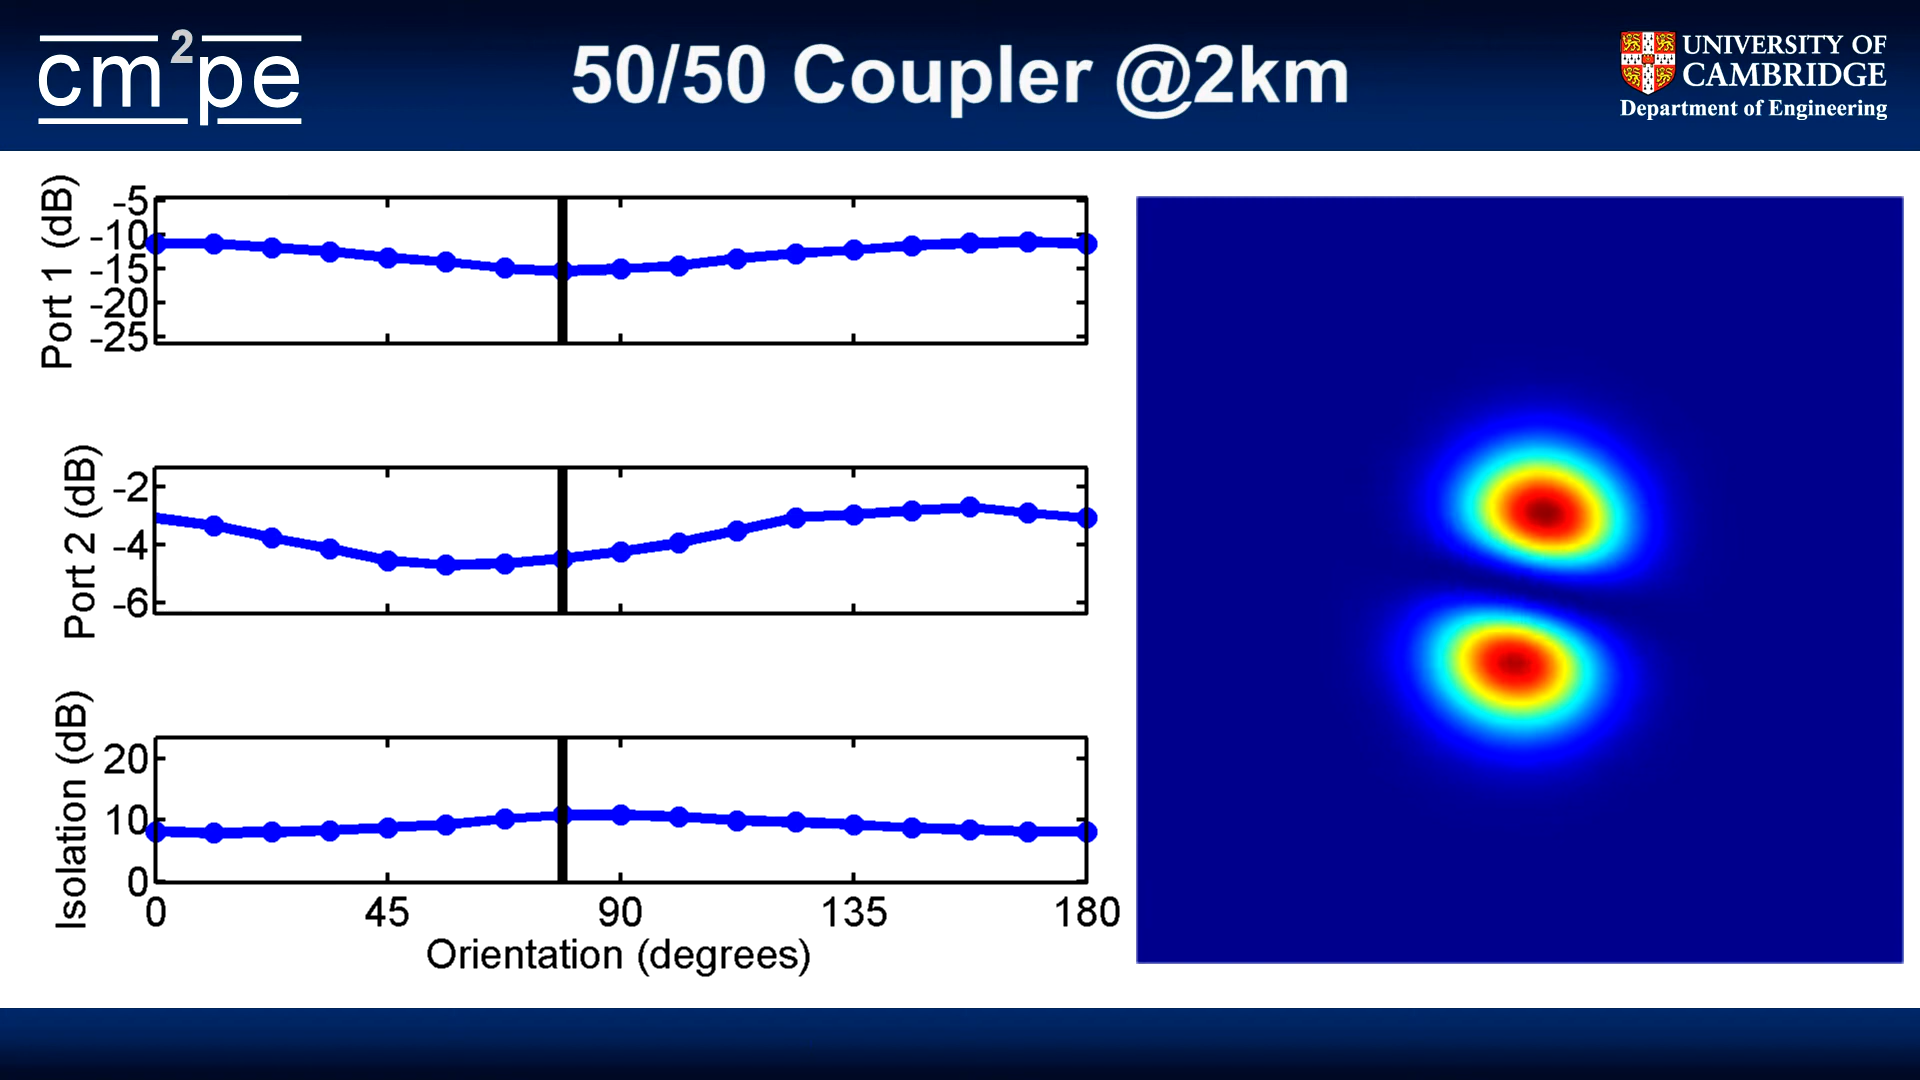 cm²pe
50/50 Coupler @2km
UNIVERSITY OF
CAMBRIDGE
Department of Engineering
Port 1 (dB)
-5
-10
-15
-20
-25
Port 2 (dB)
-2
-4
-6
Isolation (dB)
20
10
0
0 45 90 135 180
Orientation (degrees)